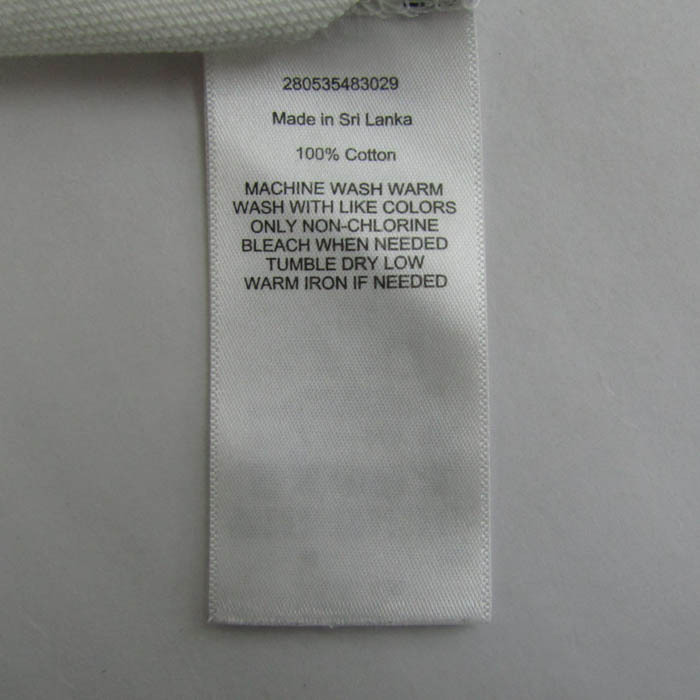 280535483029
Made in Sri Lanka
100% Cotton
MACHINE WASH WARM
WASH WITH LIKE COLORS
ONLY NON-CHLORINE
BLEACH WHEN NEEDED
TUMBLE DRY LOW
WARM IRON IF NEEDED